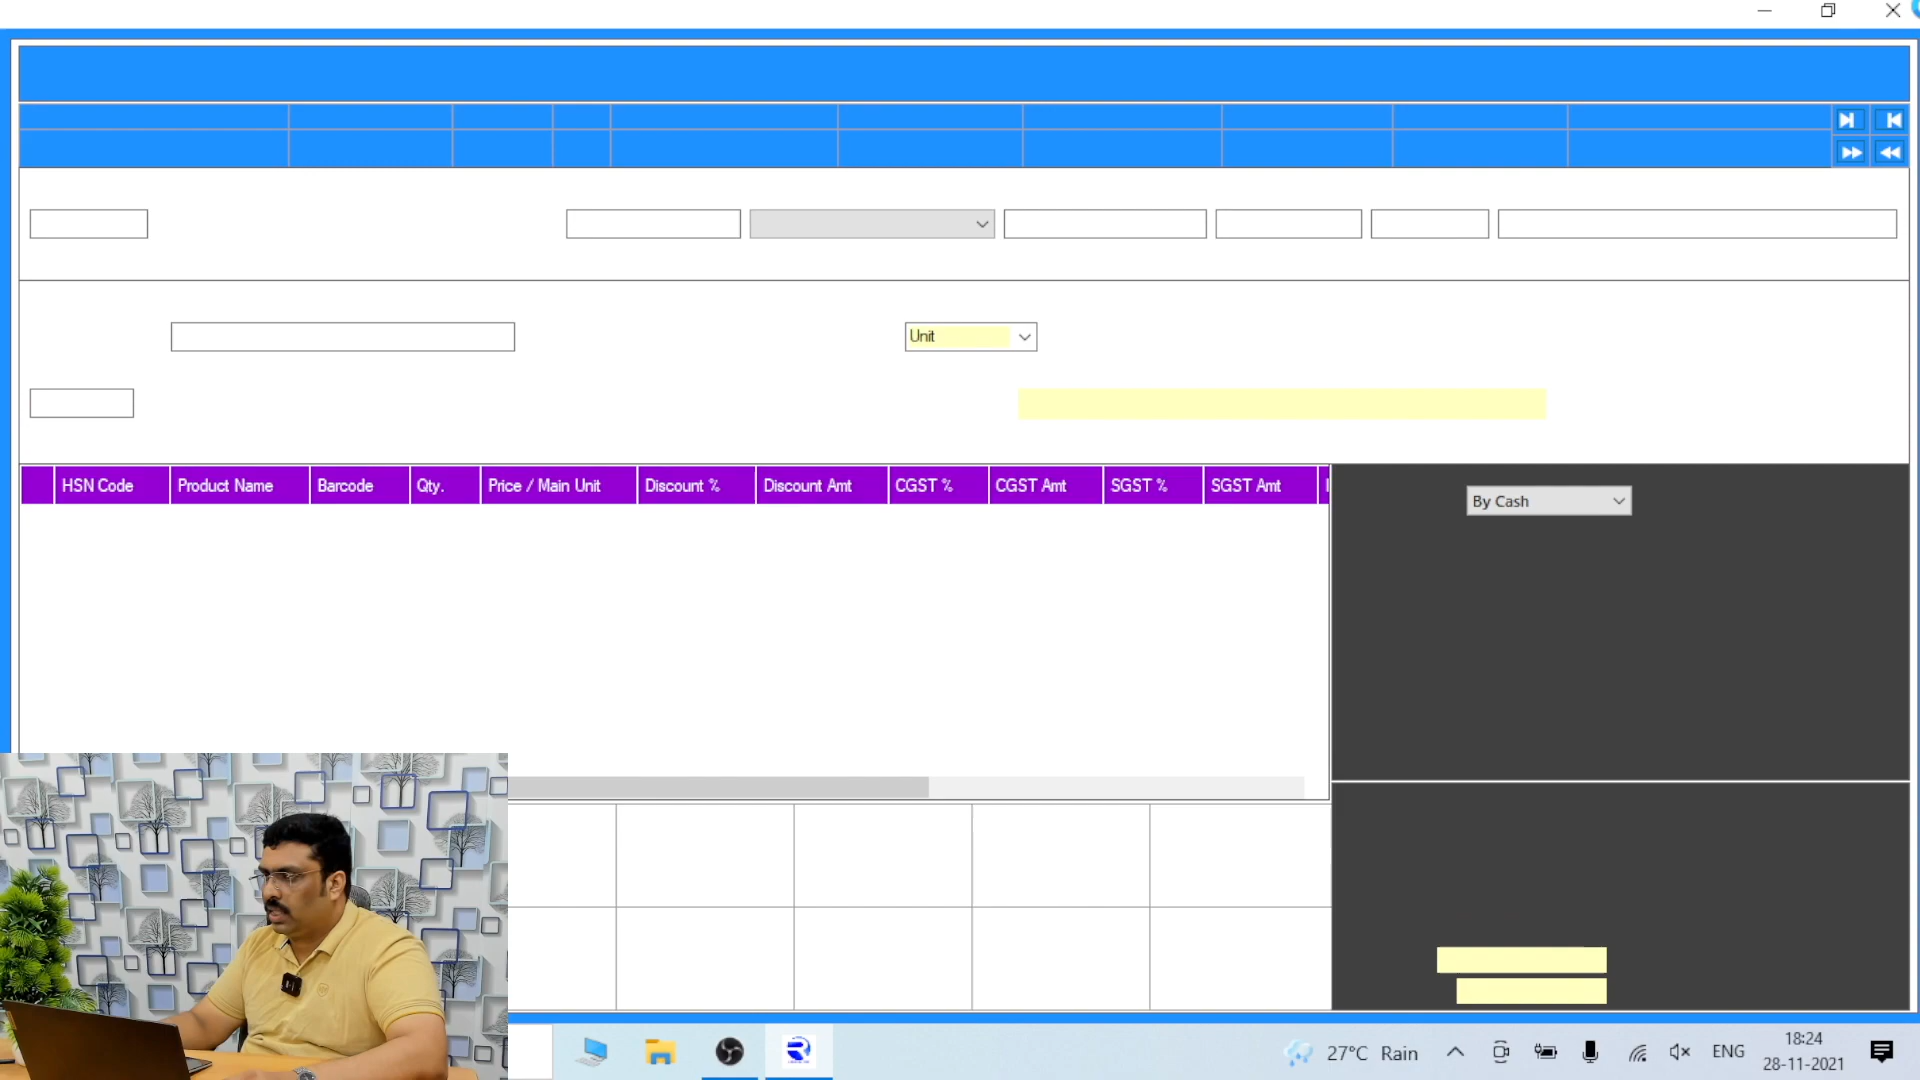 Unit
HSN Code Product Name Barcode Qty. Price / Main Unit Discount % Discount Amt CGST % CGST Amt SGST % SGST Amt
By Cash
27°C Rain ENG 18:24
28-11-2021